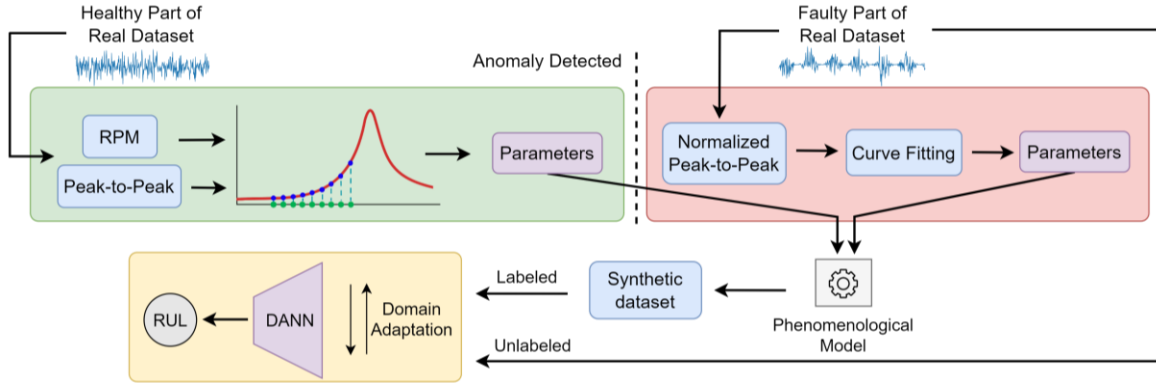 Healthy Part of
Real Dataset
Faulty Part of
Real Dataset
Anomaly Detected
RPM
Peak-to-Peak
Parameters
Normalized
Peak-to-Peak
Curve Fitting
Parameters
RUL
DANN
Domain
Adaptation
Labeled
Synthetic
dataset
Phenomenological
Model
Unlabeled